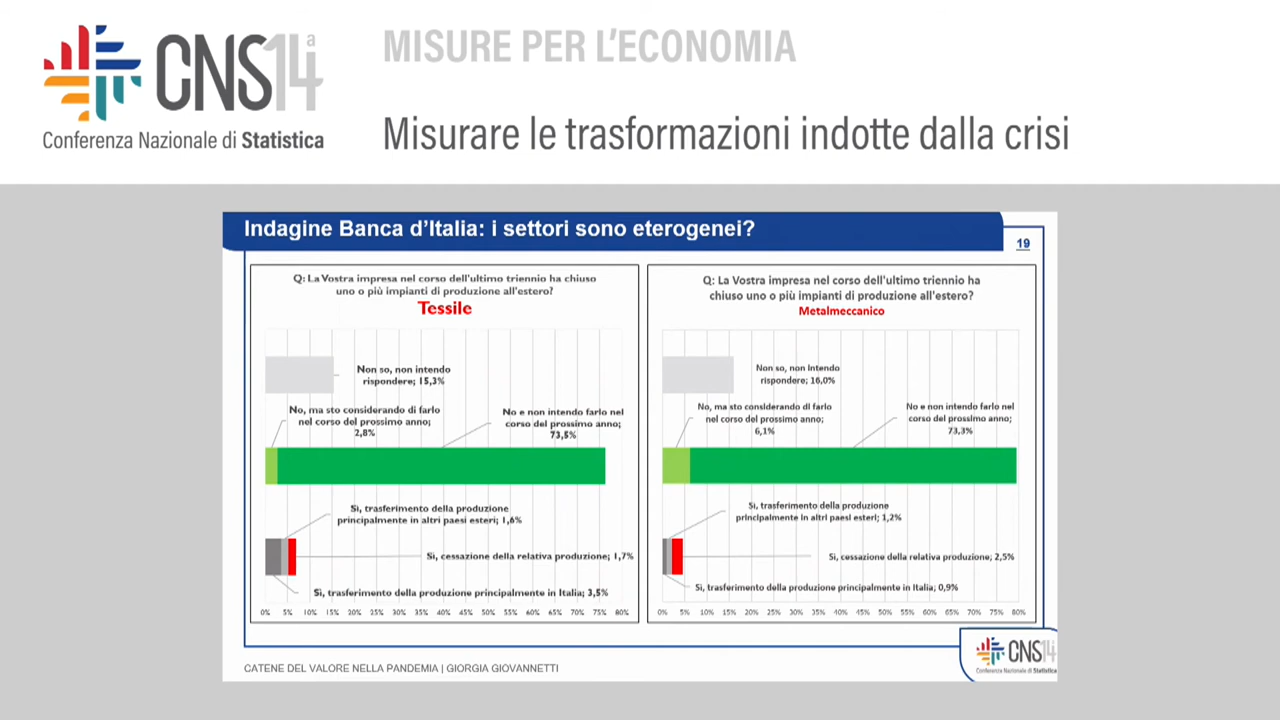 CNS14a
Conferenza Nazionale di Statistica
MISURE PER L'ECONOMIA
Misurare le trasformazioni indotte dalla crisi
Indagine Banca d'Italia: i settori sono eterogenei?
19
Q: La Vostra impresa nel corso dell'ultimo triennio ha chiuso
uno o più impianti di produzione all'estero?
Tessile
Non so, non intendo
rispondere; 15,3%
No, ma sto considerando di farlo
nel corso del prossimo anno;
2,8%
No e non intendo farlo nel
corso del prossimo anno;
73,5%
Sì, trasferimento della produzione
principalmente in altri paesi esteri; 1,6%
Sì, cessazione della relativa produzione; 1,7%
Sì, trasferimento della produzione principalmente in Italia; 3,5%
0% 5% 10% 15% 20% 25% 30% 35% 40% 45% 50% 55% 60% 65% 70% 75% 80%
Q: La Vostra impresa nel corso dell'ultimo triennio ha
chiuso uno o più impianti di produzione all'estero?
Metalmeccanico
Non so, non intendo
rispondere; 16,0%
No, ma sto considerando di farlo
nel corso del prossimo anno;
6,1%
No e non intendo farlo nel
corso del prossimo anno;
73,3%
Sì, trasferimento della produzione
principalmente in altri paesi esteri; 1,2%
Sì, cessazione della relativa produzione; 2,5%
Sì, trasferimento della produzione principalmente in Italia; 0,9%
0% 5% 10% 15% 20% 25% 30% 35% 40% 45% 50% 55% 60% 65% 70% 75% 80%
CATENE DEL VALORE NELLA PANDEMIA | GIORGIA GIOVANNETTI
CNS14
Conferenza Nazionale di Statistica